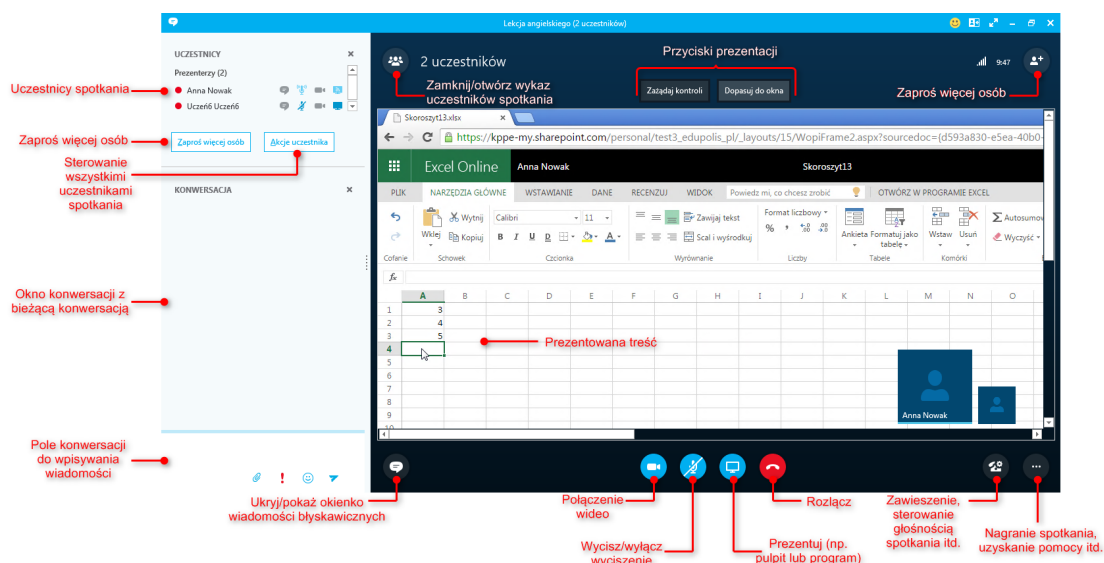 Lekcja angielskiego (2 uczestników)
UCZESTNICY
Prezenterzy (2)
Anna Nowak
Uczeń6 Uczeń6
Zaproś więcej osób
Akcje uczestnika
KONWERSACJA
Uczestnicy spotkania
Zaproś więcej osób
Sterowanie
wszystkimi
uczestnikami
spotkania
Okno konwersacji z
bieżącą konwersacją
Pole konwersacji
do wpisywania
wiadomości
2 uczestników
Zamknij/otwórz wykaz
uczestników spotkania
Przyciski prezentacji
Zażądaj kontroli
Dopasuj do okna
9:47
Zaproś więcej osób
Skoroszyt13.xlsx
https://kppe-my.sharepoint.com/personal/test3_edupolis_pl/_layouts/15/WopiFrame2.aspx?sourcedoc={d593a830-e5ea-40b0-
Excel Online
Anna Nowak
Skoroszyt13
PLIK NARZĘDZIA GŁÓWNE WSTAWIANIE DANE RECENZUJ WIDOK Powiedz mi, co chcesz zrobić OTWÓRZ W PROGRAMIE EXCEL
Wklej
Wytnij
Kopiuj
Calibri 11
B I U D A
Zawijaj tekst
Scal i wyśrodkuj
Format liczbowy
% ,
Ankieta
Formatuj jako
tabelę
Wstaw Usuń
Σ Autosumow
Wyczyść
Cofanie Schowek Czcionka Wyrównanie Liczby Tabele Komórki
fx
A B C D E F G H I J K L M N O
1 3
2 4
3 5
4
5
6
7
8
9
10
Prezentowana treść
Anna Nowak
Ukryj/pokaż okienko
wiadomości błyskawicznych
Połączenie
wideo
Wycisz/wyłącz
wyciszenie
Prezentuj (np.
pulpit lub program)
Rozłącz
Zawieszenie,
sterowanie
głośnością
spotkania itd.
Nagranie spotkania,
uzyskanie pomocy itd.